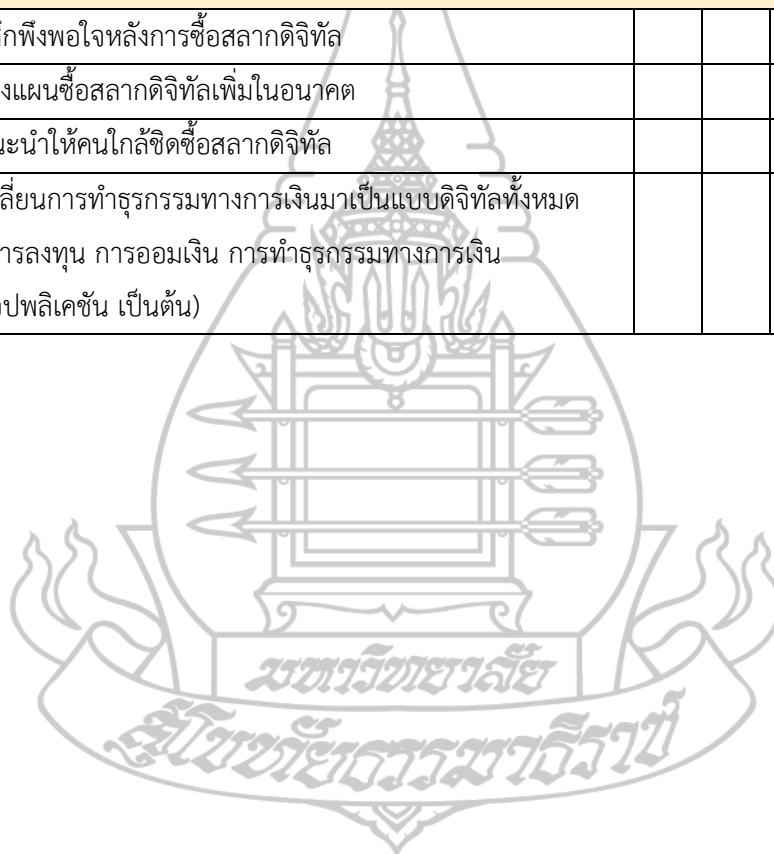 ึกพึงพอใจหลังการซื้อสลากดิจิทัล
งแผนซื้อสลากดิจิทัลเพิ่มในอนาคต
นะนำให้คนใกล้ชิดซื้อสลากดิจิทัล
ลี่ยนการทำธุรกรรมทางการเงินมาเป็นแบบดิจิทัลทั้งหมด
ารลงทุน การออมเงิน การทำธุรกรรมทางการเงิน
อปพลิเคชัน เป็นต้น)
มหาวิทยาลัย
สุโขทัยธรรมาธิราช